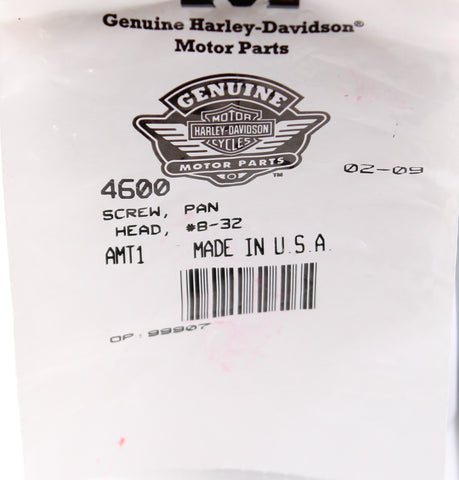 Genuine Harley-Davidson®
Motor Parts
GENUINE
MOTOR
HARLEY-DAVIDSON
CYCLES
MOTOR PARTS
TM
02-09
4600
SCREW, PAN
HEAD, #8-32
AMT1 MADE IN U.S.A.
OP: 99907